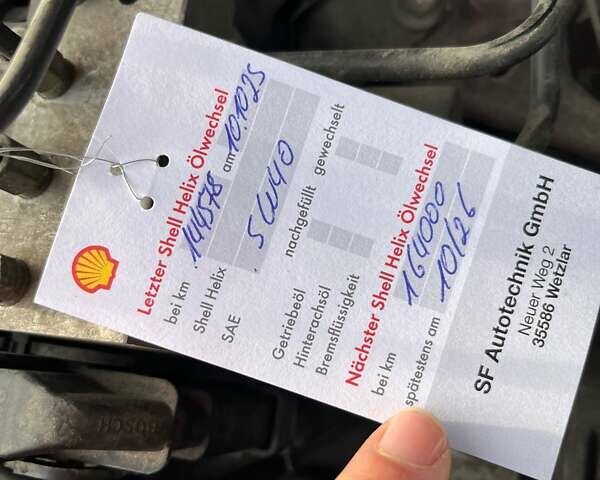 Letzter Shell Helix Ölwechsel
bei km 144578 am 10.10.25
Shell Helix
SAE 5W40
nachgefüllt gewechselt
Getriebeöl
Hinterachsöl
Bremsflüssigkeit
Nächster Shell Helix Ölwechsel
bei km 164000
spätestens am 10/26
SF Autotechnik GmbH
Neuer Weg 2
35586 Wetzlar
BOSCH